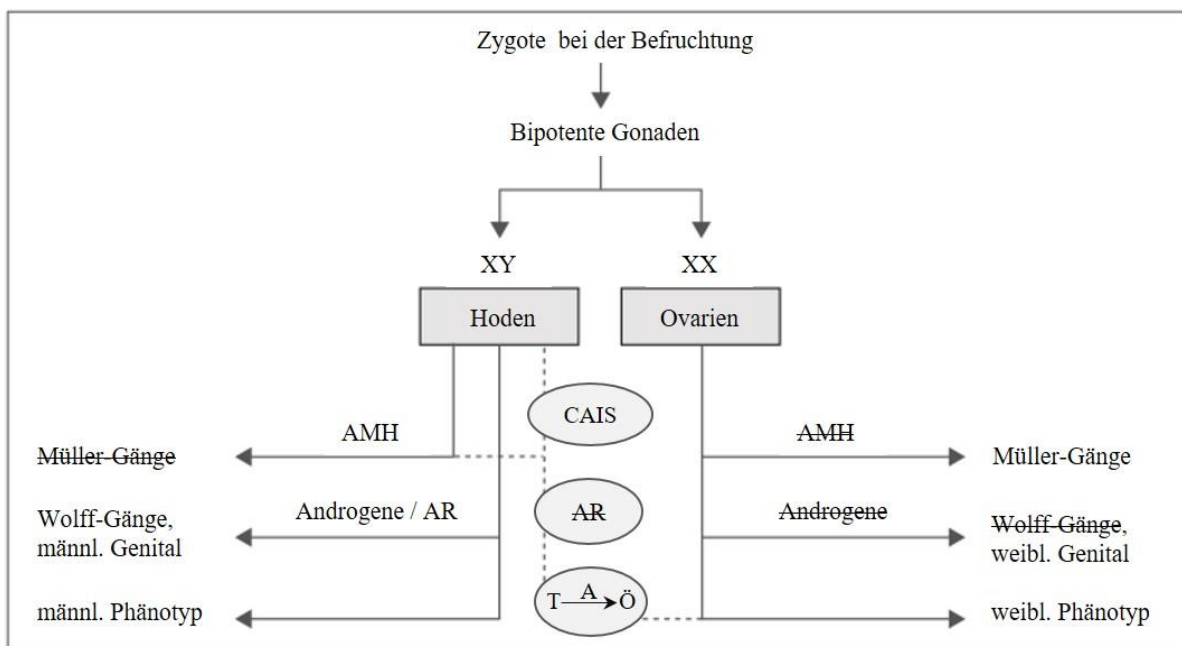 Zygote bei der Befruchtung
Bipotente Gonaden
XY
XX
Hoden
Ovarien
CAIS
AMH
AMH
Müller-Gänge
Müller-Gänge
Androgene / AR
AR
Androgene
Wolff-Gänge,
männl. Genital
Wolff-Gänge,
weibl. Genital
T A Ö
männl. Phänotyp
weibl. Phänotyp